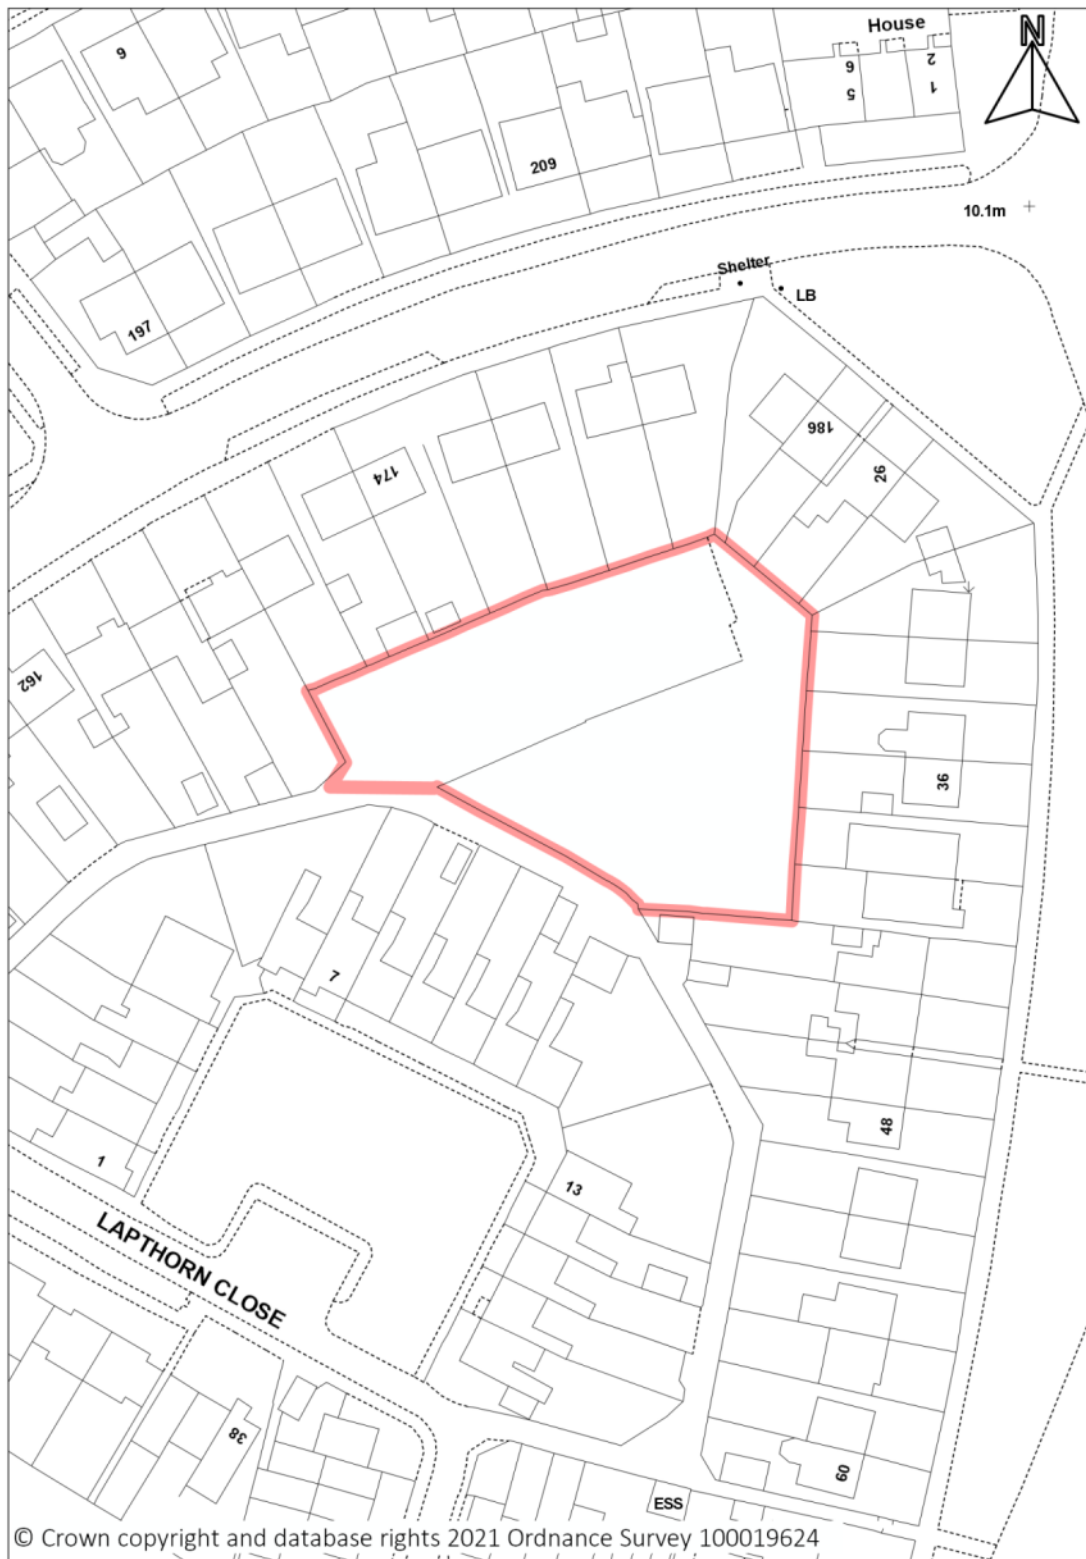 House
N
9
6
2
5
1
209
10.1m
Shelter
LB
197
186
174
26
162
36
7
48
1
13
LAPTHORN CLOSE
38
60
ESS
© Crown copyright and database rights 2021 Ordnance Survey 100019624